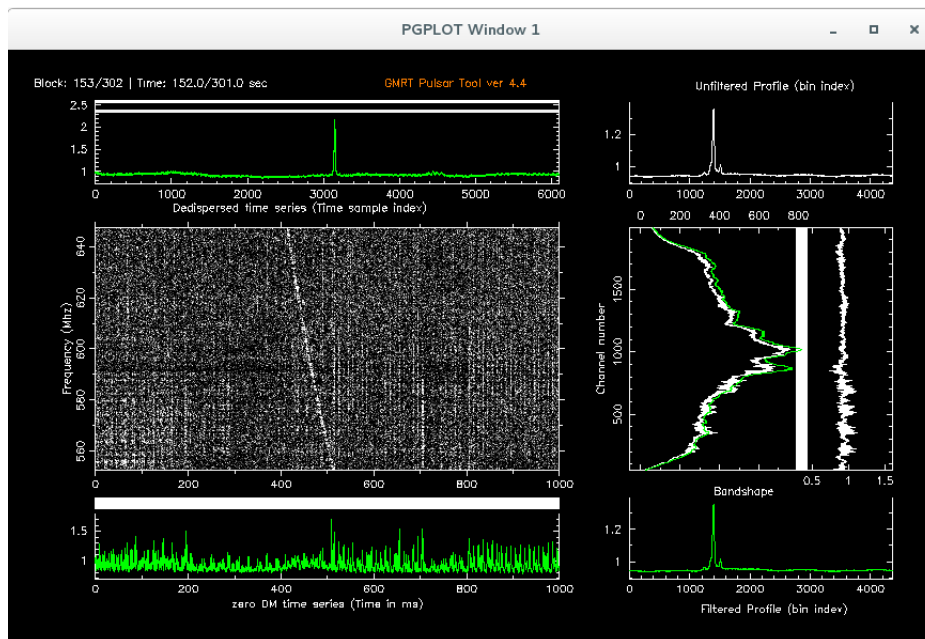 PGPLOT Window 1
Block: 153/302 | Time: 152.0/301.0 sec
GMRT Pulsar Tool ver 4.4
Unfiltered Profile (bin index)
2.5
2
1.5
1
0 1000 2000 3000 4000 5000 6000
Dedispersed time series (Time sample index)
1.2
1
0 1000 2000 3000 4000
0 200 400 600 800
Frequency (Mhz)
640
620
600
580
560
0 200 400 600 800 1000
Channel number
1500
1000
500
0.5 1 1.5
Bandshape
1.5
1
0 200 400 600 800 1000
zero DM time series (Time in ms)
1.2
1
0 1000 2000 3000 4000
Filtered Profile (bin index)